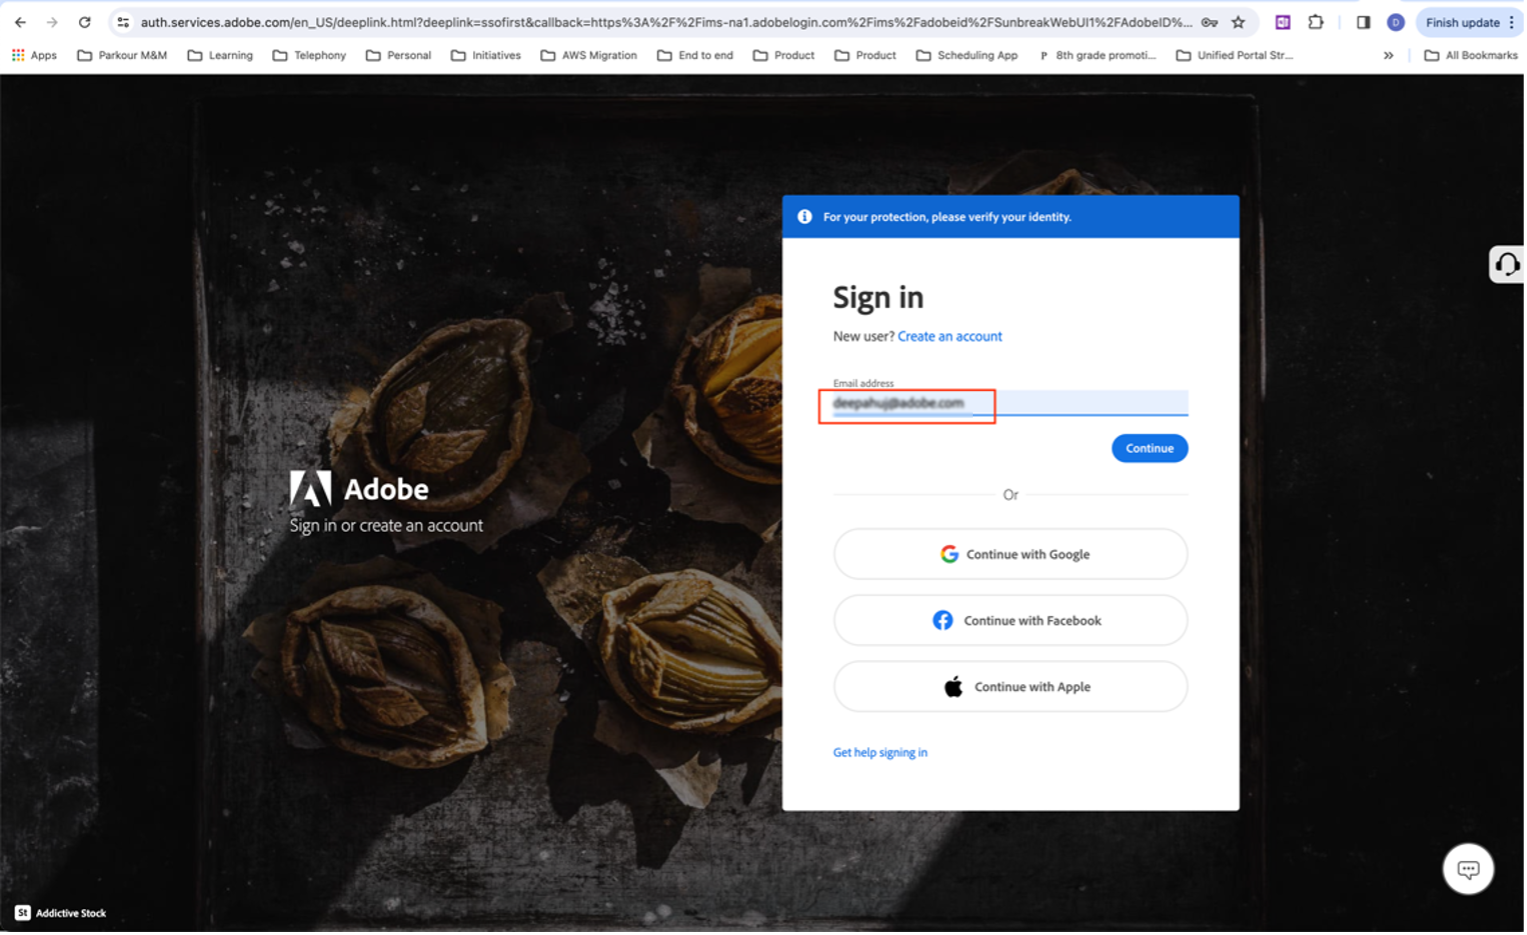 auth.services.adobe.com/en_US/deeplink.html?deeplink=ssofirst&callback=https%3A%2F%2Fims-na1.adobelogin.com%2Fims%2Fadobeid%2FSunbreakWebUI1%2FAdobeID%...
D
Finish update
Apps
Parkour M&M
Learning
Telephony
Personal
Initiatives
AWS Migration
End to end
Product
Product
Scheduling App
P 8th grade promoti...
Unified Portal Str...
»
All Bookmarks
For your protection, please verify your identity.
Sign in
New user? Create an account
Email address
Continue
Or
Adobe
Sign in or create an account
Continue with Google
Continue with Facebook
Continue with Apple
Get help signing in
St Addictive Stock